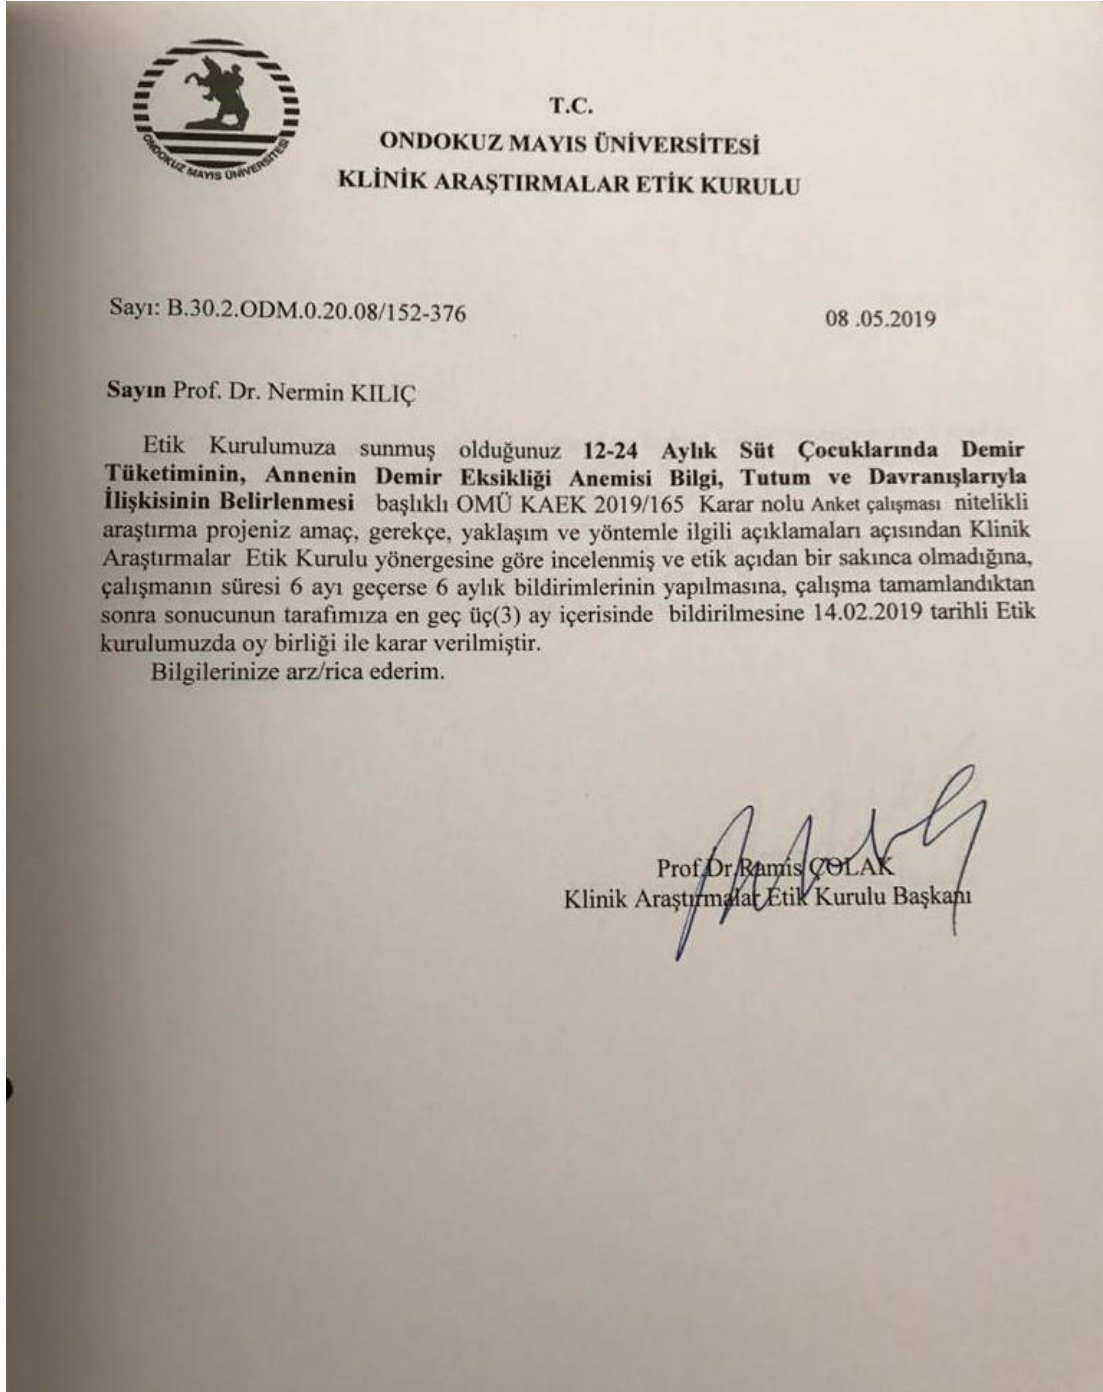 ONDOKUZ MAYIS ÜNİVERSİTESİ
T.C.
ONDOKUZ MAYIS ÜNİVERSİTESİ
KLİNİK ARAŞTIRMALAR ETİK KURULU
Sayı: B.30.2.ODM.0.20.08/152-376
08 .05.2019
Sayın Prof. Dr. Nermin KILIÇ
Etik Kurulumuza sunmuş olduğunuz 12-24 Aylık Süt Çocuklarında Demir
Tüketiminin, Annenin Demir Eksikliği Anemisi Bilgi, Tutum ve Davranışlarıyla
İlişkisinin Belirlenmesi başlıklı OMÜ KAEK 2019/165 Karar nolu Anket çalışması nitelikli
araştırma projeniz amaç, gerekçe, yaklaşım ve yöntemle ilgili açıklamaları açısından Klinik
Araştırmalar Etik Kurulu yönergesine göre incelenmiş ve etik açıdan bir sakınca olmadığına,
çalışmanın süresi 6 ayı geçerse 6 aylık bildirimlerinin yapılmasına, çalışma tamamlandıktan
sonra sonucunun tarafımıza en geç üç(3) ay içerisinde bildirilmesine 14.02.2019 tarihli Etik
kurulumuzda oy birliği ile karar verilmiştir.
Bilgilerinize arz/rica ederim.
Prof.Dr.Ramis ÇOLAK
Klinik Araştırmalar Etik Kurulu Başkanı